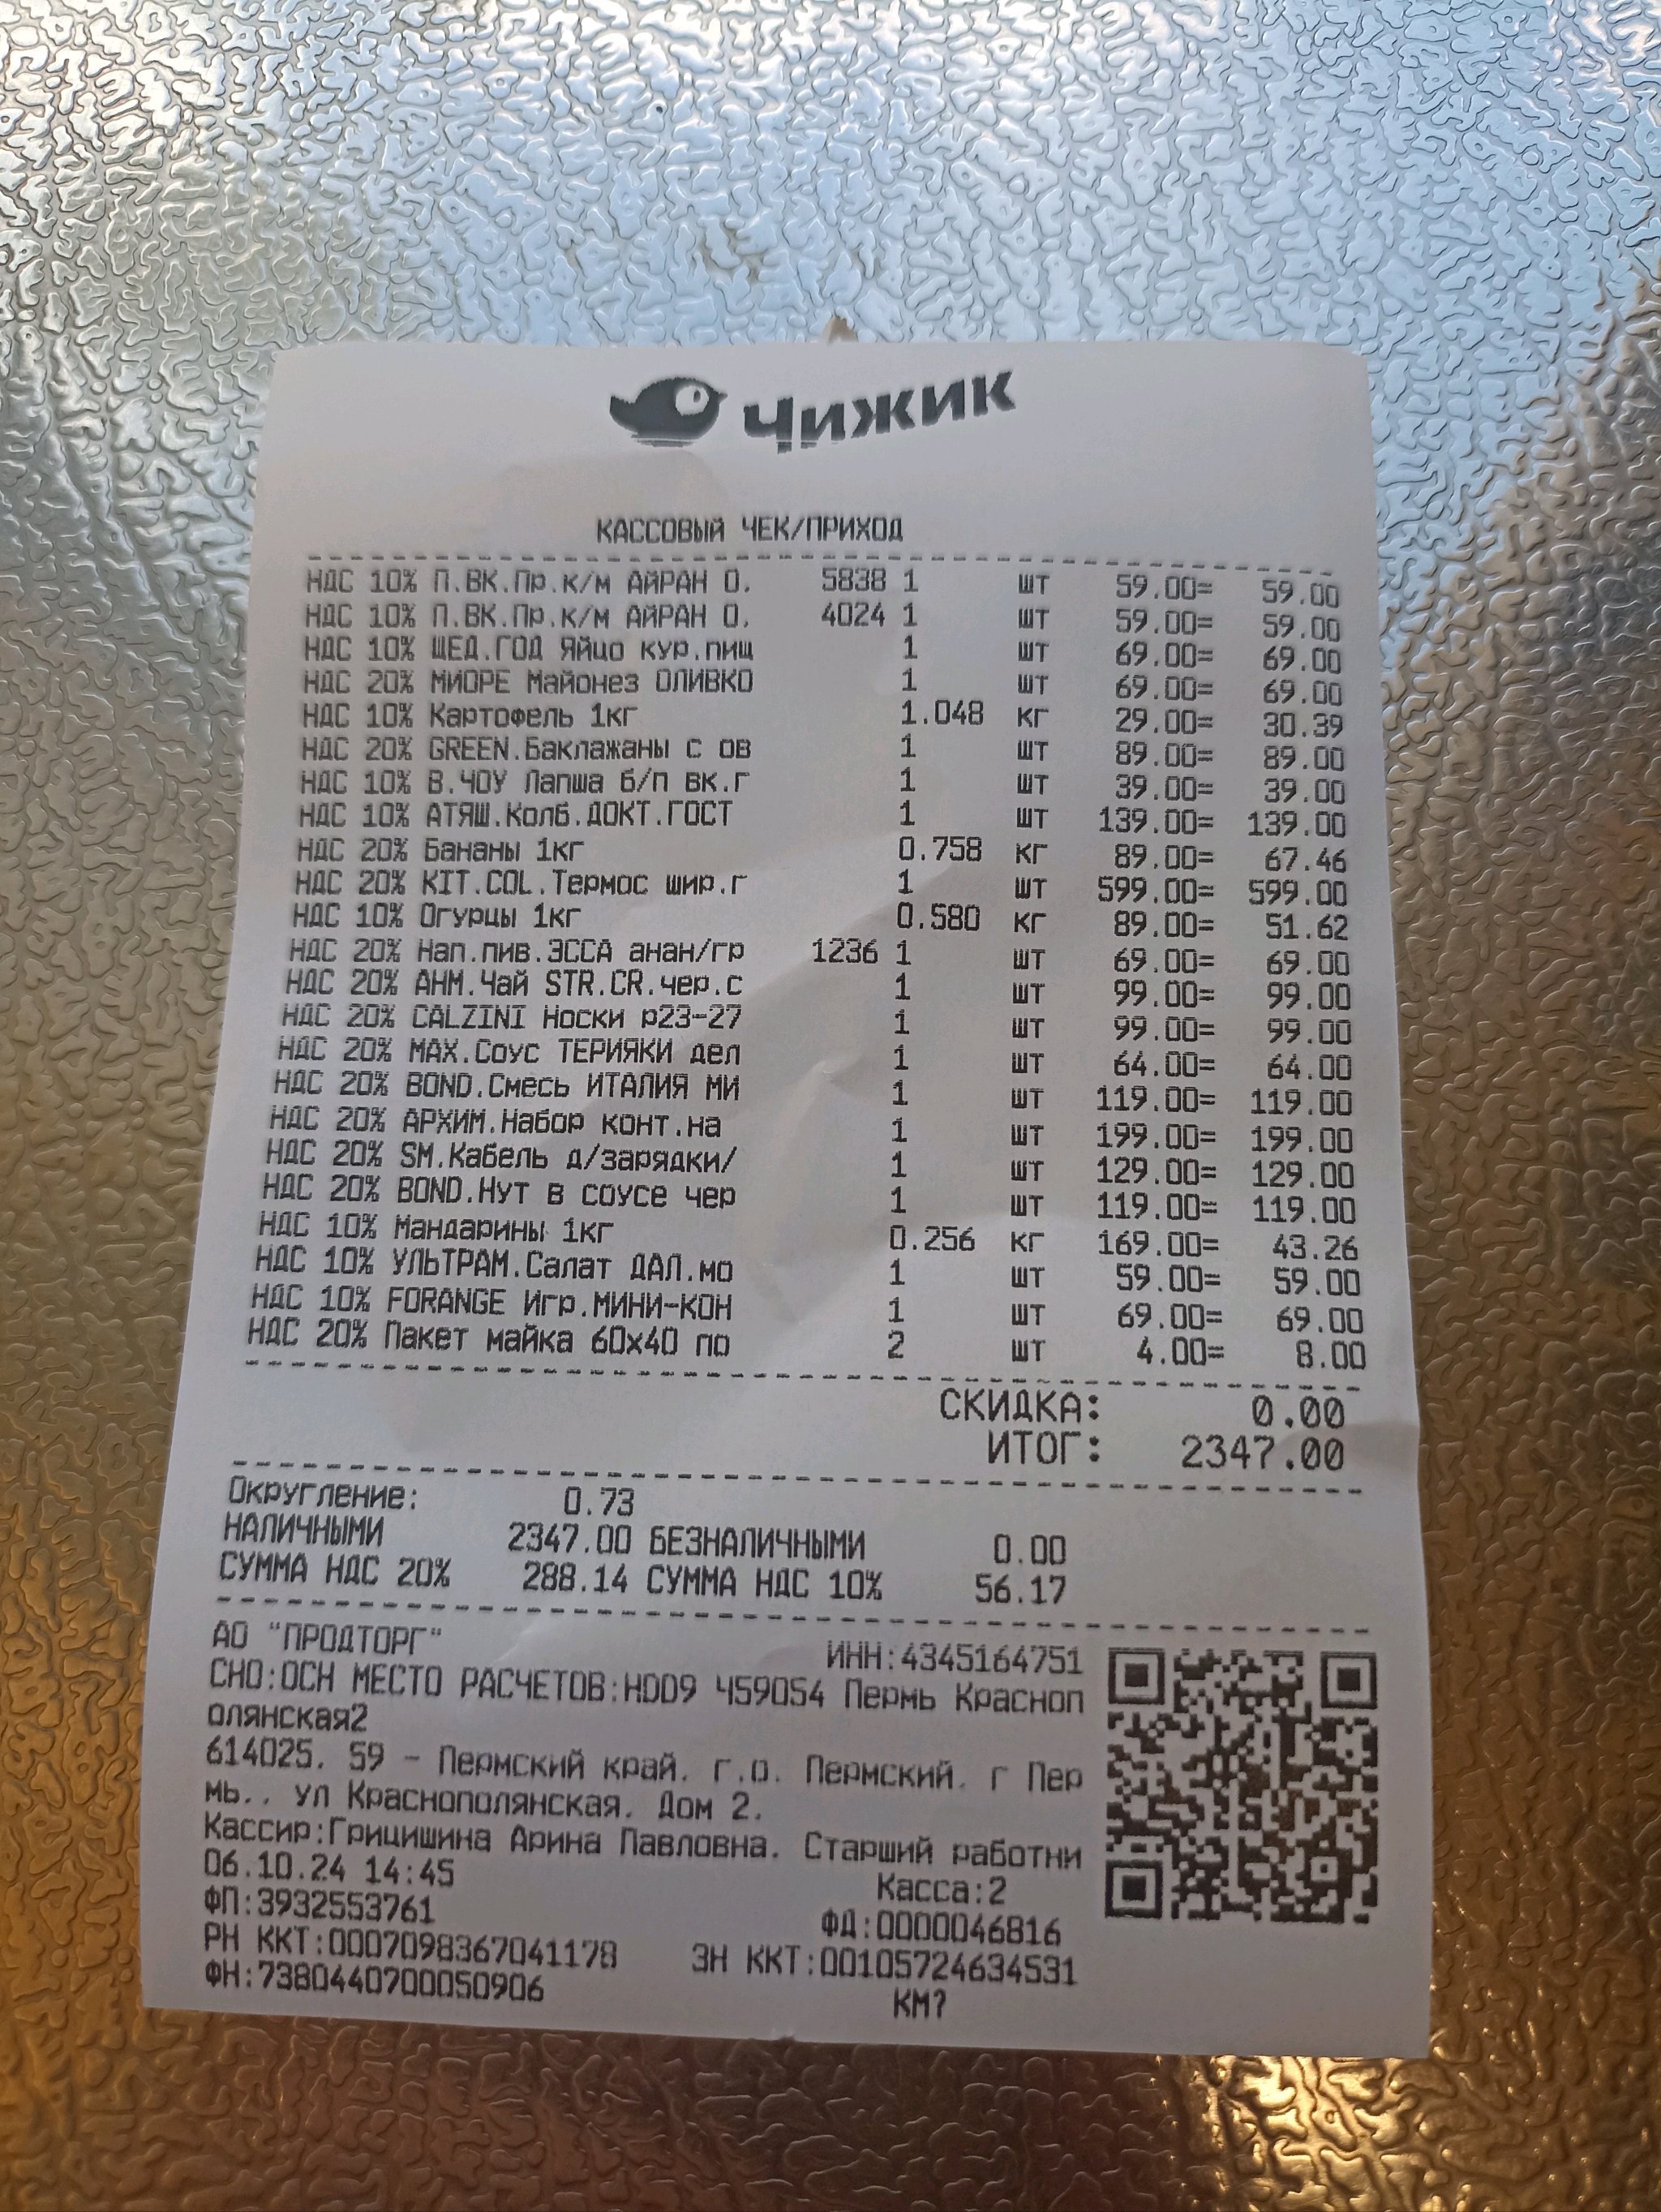 Чижик
КАССОВЫЙ ЧЕК/ПРИХОД
НДС 10% П.ВК.Пр.к/м АЙРАН 0. 5838 1 шт 59.00= 59.00
НДС 10% П.ВК.Пр.к/м АЙРАН 0. 4024 1 шт 59.00= 59.00
НДС 10% ЩЕД.ГОД Яйцо кур.пищ 1 шт 69.00= 69.00
НДС 20% МИОРЕ Майонез ОЛИВКО 1 шт 69.00= 69.00
НДС 10% Картофель 1кг 1.048 кг 29.00= 30.39
НДС 20% GREEN.Баклажаны с ов 1 шт 89.00= 89.00
НДС 10% В.ЧОУ Лапша б/п вк.г 1 шт 39.00= 39.00
НДС 10% АТЯШ.Колб.ДОКТ.ГОСТ 1 шт 139.00= 139.00
НДС 20% Бананы 1кг 0.758 кг 89.00= 67.46
НДС 20% KIT.COL.Термос шир.г 1 шт 599.00= 599.00
НДС 10% Огурцы 1кг 0.580 кг 89.00= 51.62
НДС 20% Нап.пив.ЭССА анан/гр 1236 1 шт 69.00= 69.00
НДС 20% АНМ.Чай STR.CR.чер.с 1 шт 99.00= 99.00
НДС 20% CALZINI Носки р23-27 1 шт 99.00= 99.00
НДС 20% MAX.Соус ТЕРИЯКИ дел 1 шт 64.00= 64.00
НДС 20% BOND.Смесь ИТАЛИЯ МИ 1 шт 119.00= 119.00
НДС 20% АРХИМ.Набор конт.на 1 шт 199.00= 199.00
НДС 20% SM.Кабель д/зарядки/ 1 шт 129.00= 129.00
НДС 20% BOND.Нут в соусе чер 1 шт 119.00= 119.00
НДС 10% Мандарины 1кг 0.256 кг 169.00= 43.26
НДС 10% УЛЬТРАМ.Салат ДАЛ.мо 1 шт 59.00= 59.00
НДС 10% FORANGE Игр.МИНИ-КОН 1 шт 69.00= 69.00
НДС 20% Пакет майка 60x40 по 2 шт 4.00= 8.00
СКИДКА: 0.00
ИТОГ: 2347.00
Округление: 0.73
НАЛИЧНЫМИ 2347.00 БЕЗНАЛИЧНЫМИ 0.00
СУММА НДС 20% 288.14 СУММА НДС 10% 56.17
АО "ПРОДТОРГ" ИНН:4345164751
СНО:ОСН МЕСТО РАСЧЕТОВ:HDD9 459054 Пермь Красноп
олянская2
614025, 59 - Пермский край, г.о. Пермский, г Пер
мь,, ул Краснополянская, Дом 2,
Кассир:Грицишина Арина Павловна, Старший работни
06.10.24 14:45 Касса:2
ФП:3932553761 ФД:0000046816
РН ККТ:0007098367041178 ЗН ККТ:00105724634531
ФН:7380440700050906 КМ?